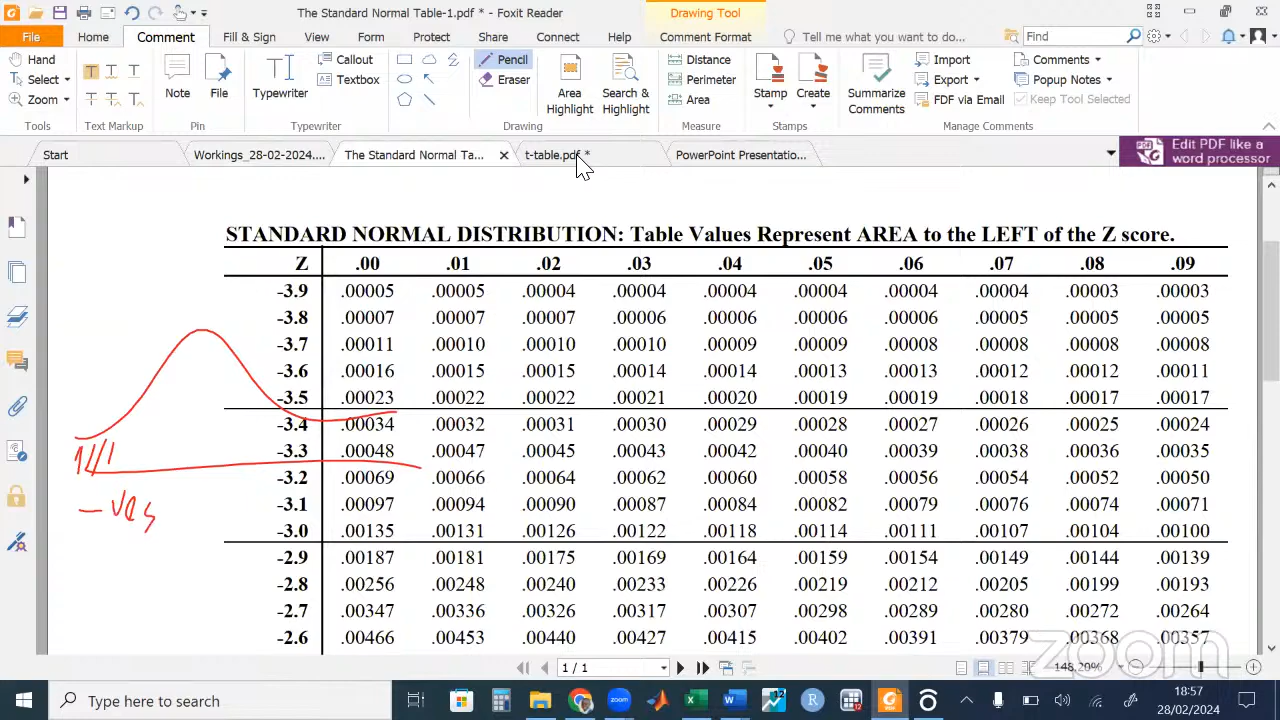 The Standard Normal Table-1.pdf * - Foxit Reader
Drawing Tool
File Home Comment Fill & Sign View Form Protect Share Connect Help Comment Format Tell me what you want to do... Find
Hand
Select
Zoom
Tools
Text Markup
Note
File
Pin
Typewriter
Callout
Textbox
Typewriter
Pencil
Eraser
Drawing
Area Highlight
Search & Highlight
Distance
Perimeter
Area
Measure
Stamp
Create
Stamps
Summarize Comments
Import
Export
FDF via Email
Comments
Popup Notes
Keep Tool Selected
Manage Comments
Start
Workings_28-02-2024....
The Standard Normal Ta...
t-table.pdf *
PowerPoint Presentatio...
Edit PDF like a
word processor
STANDARD NORMAL DISTRIBUTION: Table Values Represent AREA to the LEFT of the Z score.
Z .00 .01 .02 .03 .04 .05 .06 .07 .08 .09
-3.9 .00005 .00005 .00004 .00004 .00004 .00004 .00004 .00004 .00003 .00003
-3.8 .00007 .00007 .00007 .00006 .00006 .00006 .00006 .00005 .00005 .00005
-3.7 .00011 .00010 .00010 .00010 .00009 .00009 .00008 .00008 .00008 .00008
-3.6 .00016 .00015 .00015 .00014 .00014 .00013 .00013 .00012 .00012 .00011
-3.5 .00023 .00022 .00022 .00021 .00020 .00019 .00019 .00018 .00017 .00017
-3.4 .00034 .00032 .00031 .00030 .00029 .00028 .00027 .00026 .00025 .00024
-3.3 .00048 .00047 .00045 .00043 .00042 .00040 .00039 .00038 .00036 .00035
-3.2 .00069 .00066 .00064 .00062 .00060 .00058 .00056 .00054 .00052 .00050
-3.1 .00097 .00094 .00090 .00087 .00084 .00082 .00079 .00076 .00074 .00071
-3.0 .00135 .00131 .00126 .00122 .00118 .00114 .00111 .00107 .00104 .00100
-2.9 .00187 .00181 .00175 .00169 .00164 .00159 .00154 .00149 .00144 .00139
-2.8 .00256 .00248 .00240 .00233 .00226 .00219 .00212 .00205 .00199 .00193
-2.7 .00347 .00336 .00326 .00317 .00307 .00298 .00289 .00280 .00272 .00264
-2.6 .00466 .00453 .00440 .00427 .00415 .00402 .00391 .00379 .00368 .00357
- ves
zoom
1 / 1
148.20%
Type here to search
18:57
28/02/2024